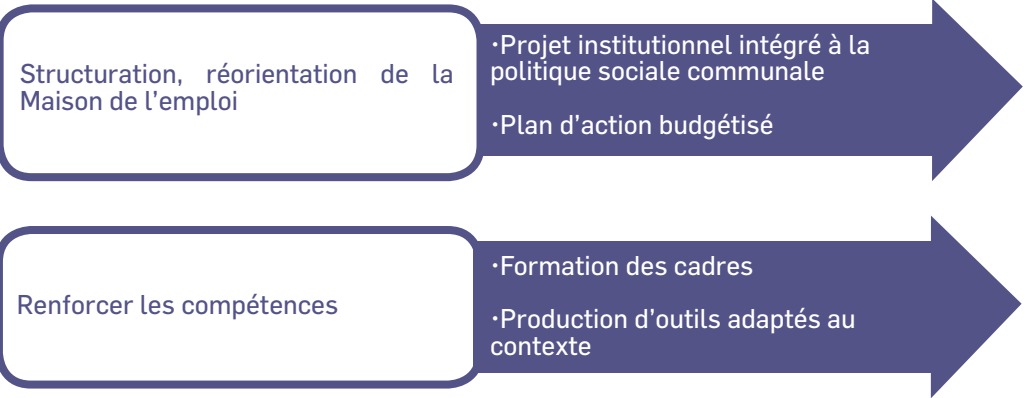 Structuration, réorientation de la
Maison de l'emploi
·Projet institutionnel intégré à la
politique sociale communale
·Plan d'action budgétisé
Renforcer les compétences
·Formation des cadres
·Production d'outils adaptés au
contexte